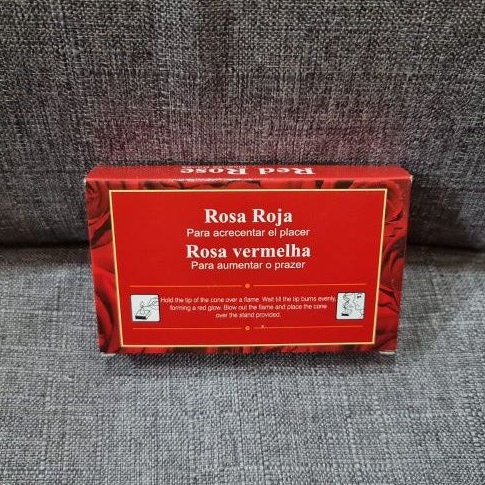 Red Rose
Rosa Roja
Para acrecentar el placer
Rosa vermelha
Para aumentar o prazer
Hold the tip of the cone over a flame. Wait till the tip burns evenly,
forming a red glow. Blow out the flame and place the cone
over the stand provided.